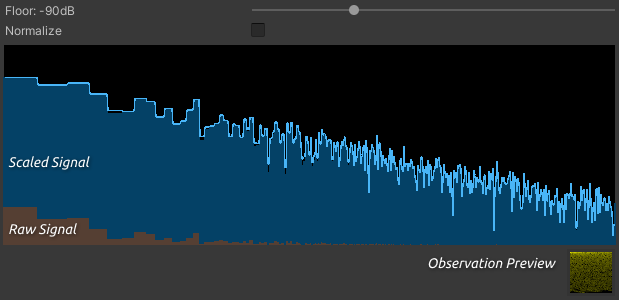 Floor: -90dB
Normalize
Scaled Signal
Raw Signal
Observation Preview